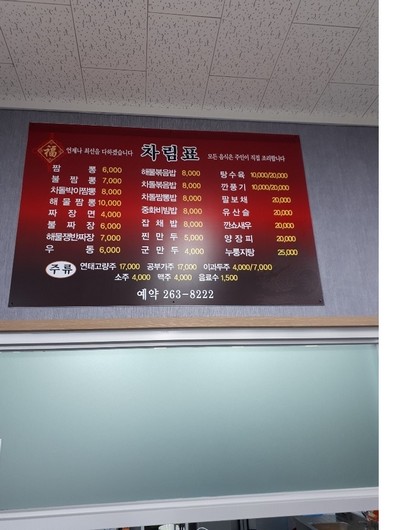 福 언제나 최선을 다하겠습니다 차림표 모든 음식은 주인이 직접 조리합니다
짬뽕 6,000 해물볶음밥 8,000 탕수육 10,000/20,000
불짬뽕 7,000 차돌볶음밥 8,000 깐풍기 10,000/20,000
차돌박이짬뽕 8,000 차돌짬뽕밥 8,000 팔보채 20,000
해물짬뽕 10,000 중화비빔밥 8,000 유산슬 20,000
짜장면 4,000 잡채밥 8,000 깐쇼새우 20,000
불짜장 6,000 찐만두 5,000 양장피 20,000
해물쟁반짜장 7,000 군만두 4,000 누룽지탕 25,000
우동 6,000
주류 연태고량주 17,000 공부가주 17,000 이과두주 4,000/7,000
소주 4,000 맥주 4,000 음료수 1,500
예약 263-8222